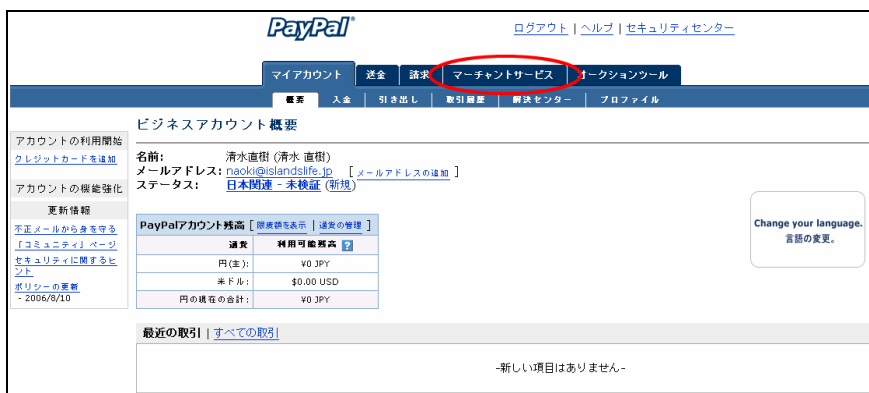 PayPal
ログアウト | ヘルプ | セキュリティセンター
マイアカウント 送金 請求 マーチャントサービス オークションツール
概要 入金 引き出し 取引履歴 解決センター プロファイル
ビジネスアカウント概要
アカウントの利用開始
クレジットカードを追加
アカウントの機能強化
更新情報
不正メールから身を守る
「コミュニティ」ページ
セキュリティに関するヒ
ント
ポリシーの更新
- 2006/8/10
名前: 清水直樹 (清水 直樹)
メールアドレス: naoki@islandslife.jp [ メールアドレスの追加 ]
ステータス: 日本関連 - 未検証 (新規)
PayPalアカウント残高 [ 限度額を表示 | 通貨の管理 ]
通貨 利用可能残高 ?
円(主): ¥0 JPY
米ドル: $0.00 USD
円の現在の合計: ¥0 JPY
Change your language.
言語の変更。
最近の取引 | すべての取引
-新しい項目はありません-